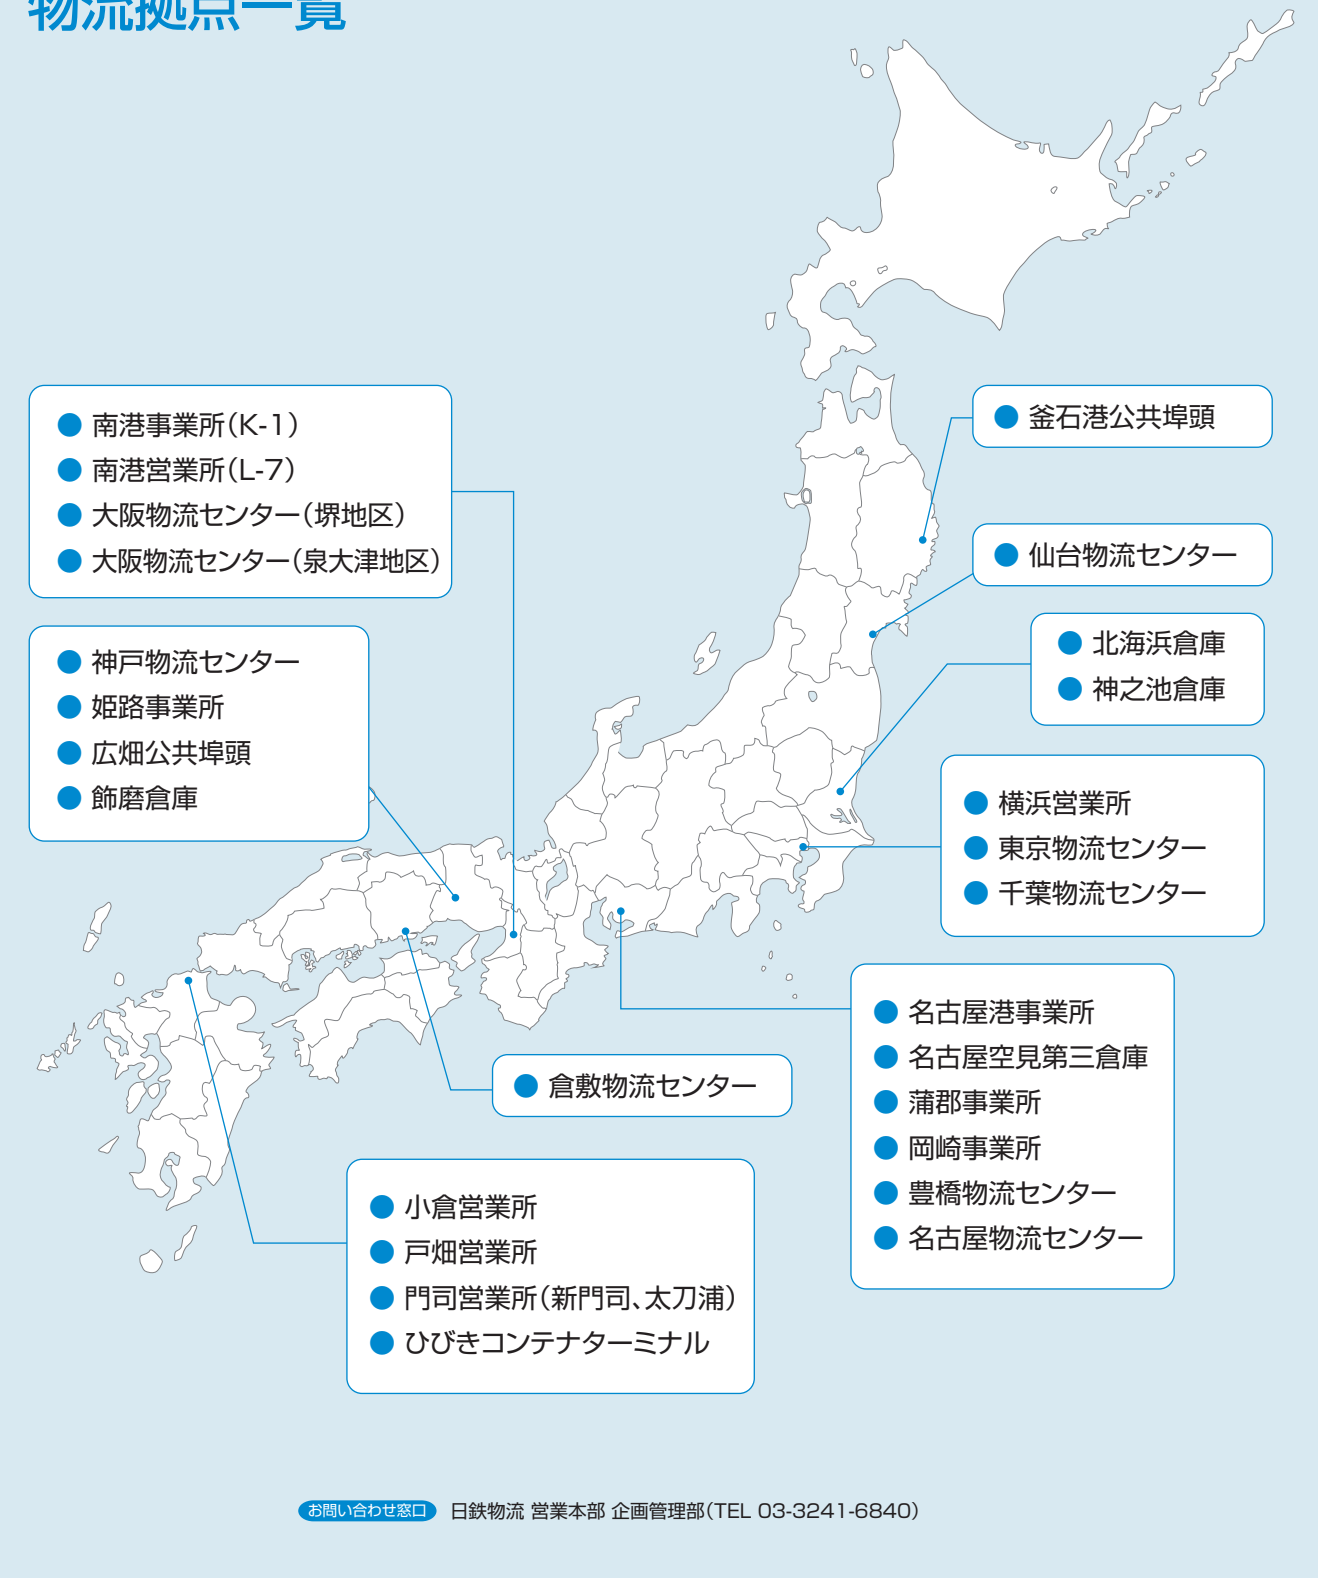 物流拠点一覧
南港事業所(K-1)
南港営業所(L-7)
大阪物流センター(堺地区)
大阪物流センター(泉大津地区)
神戸物流センター
姫路事業所
広畑公共埠頭
飾磨倉庫
釜石港公共埠頭
仙台物流センター
北海浜倉庫
神之池倉庫
横浜営業所
東京物流センター
千葉物流センター
名古屋港事業所
名古屋空見第三倉庫
蒲郡事業所
岡崎事業所
豊橋物流センター
名古屋物流センター
倉敷物流センター
小倉営業所
戸畑営業所
門司営業所(新門司、太刀浦)
ひびきコンテナターミナル
お問い合わせ窓口 日鉄物流 営業本部 企画管理部(TEL 03-3241-6840)